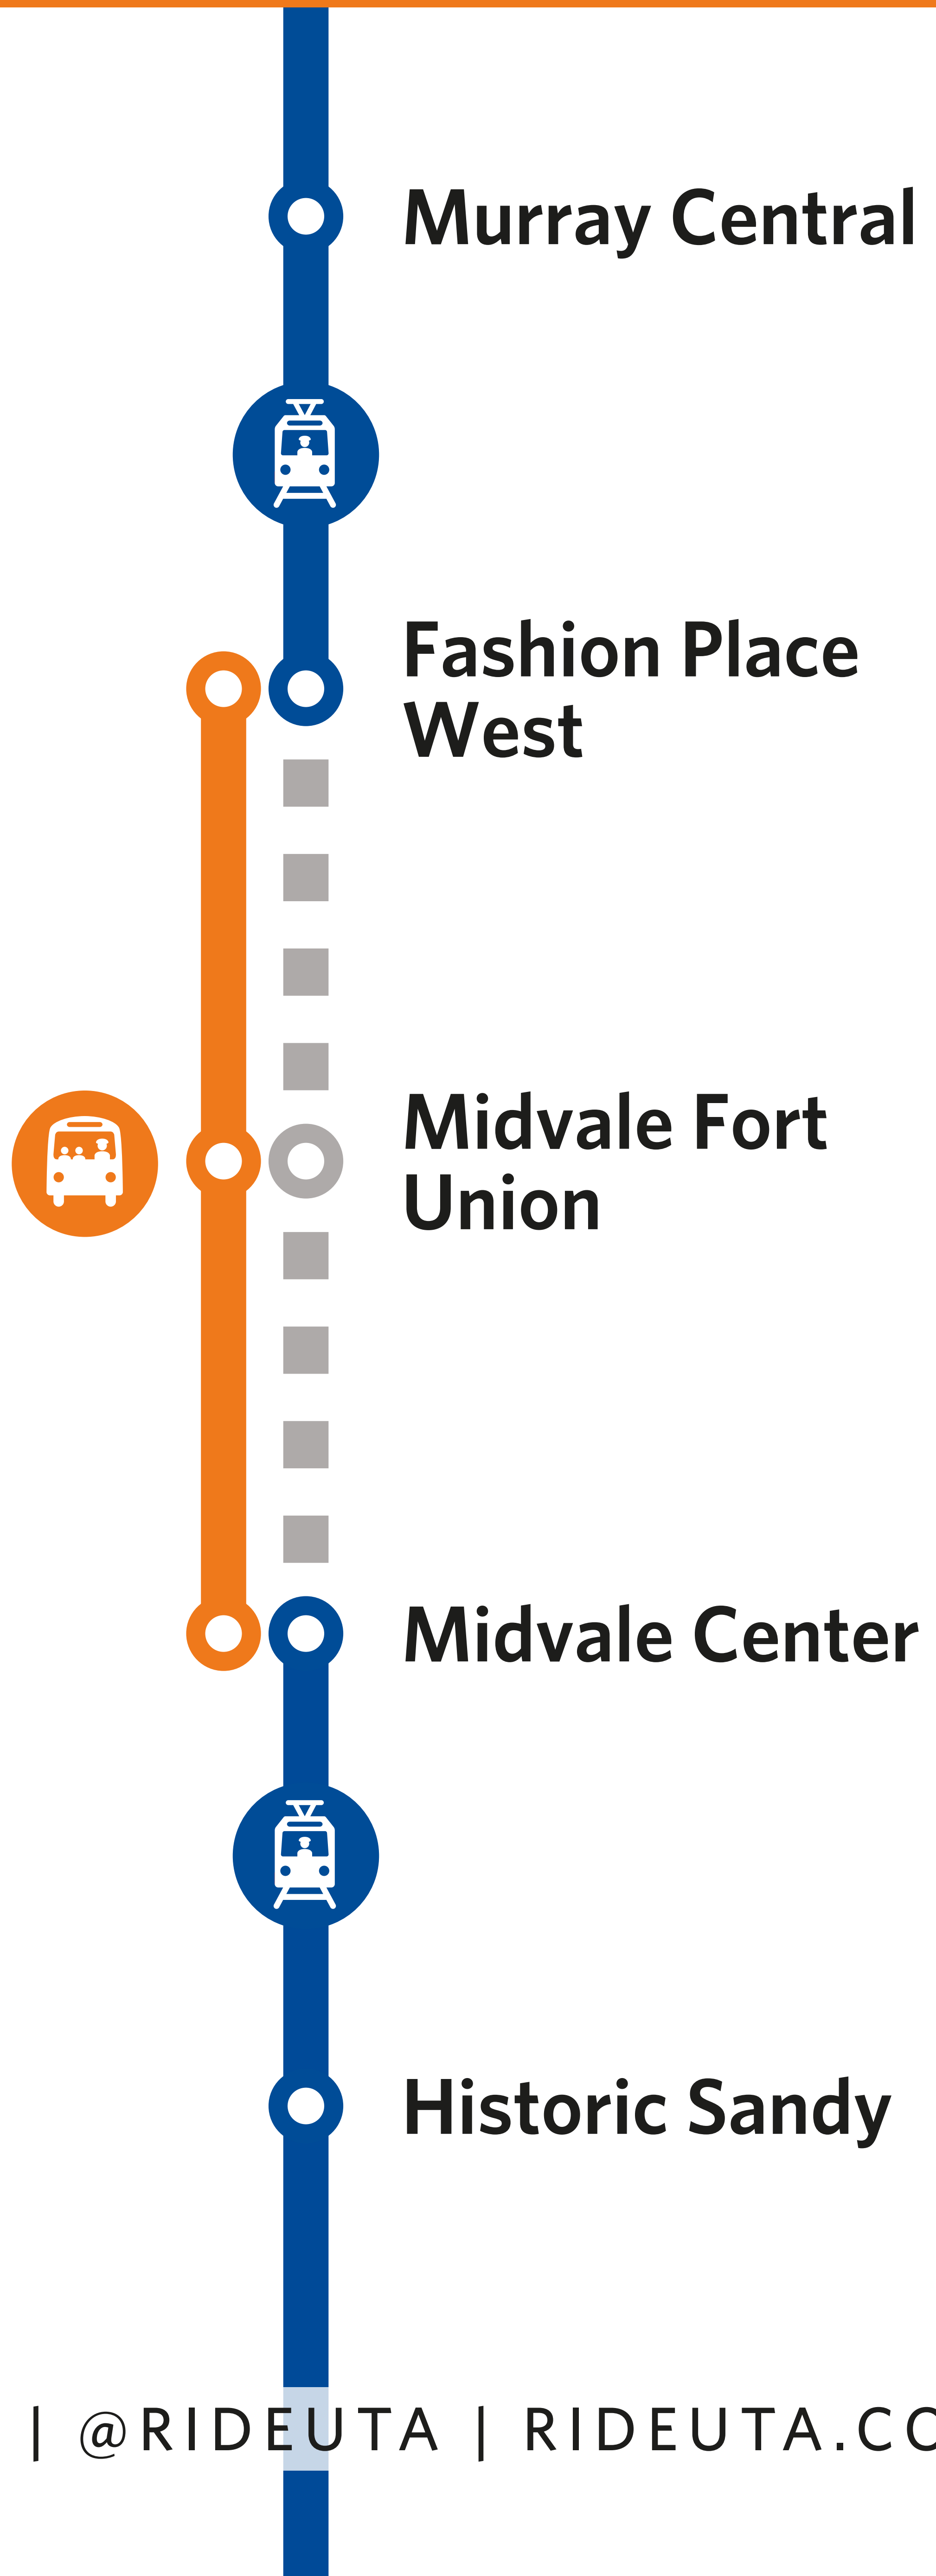 Murray Central
Fashion Place
West
Midvale Fort
Union
Midvale Center
Historic Sandy
| @RIDEUTA | RIDEUTA.CO